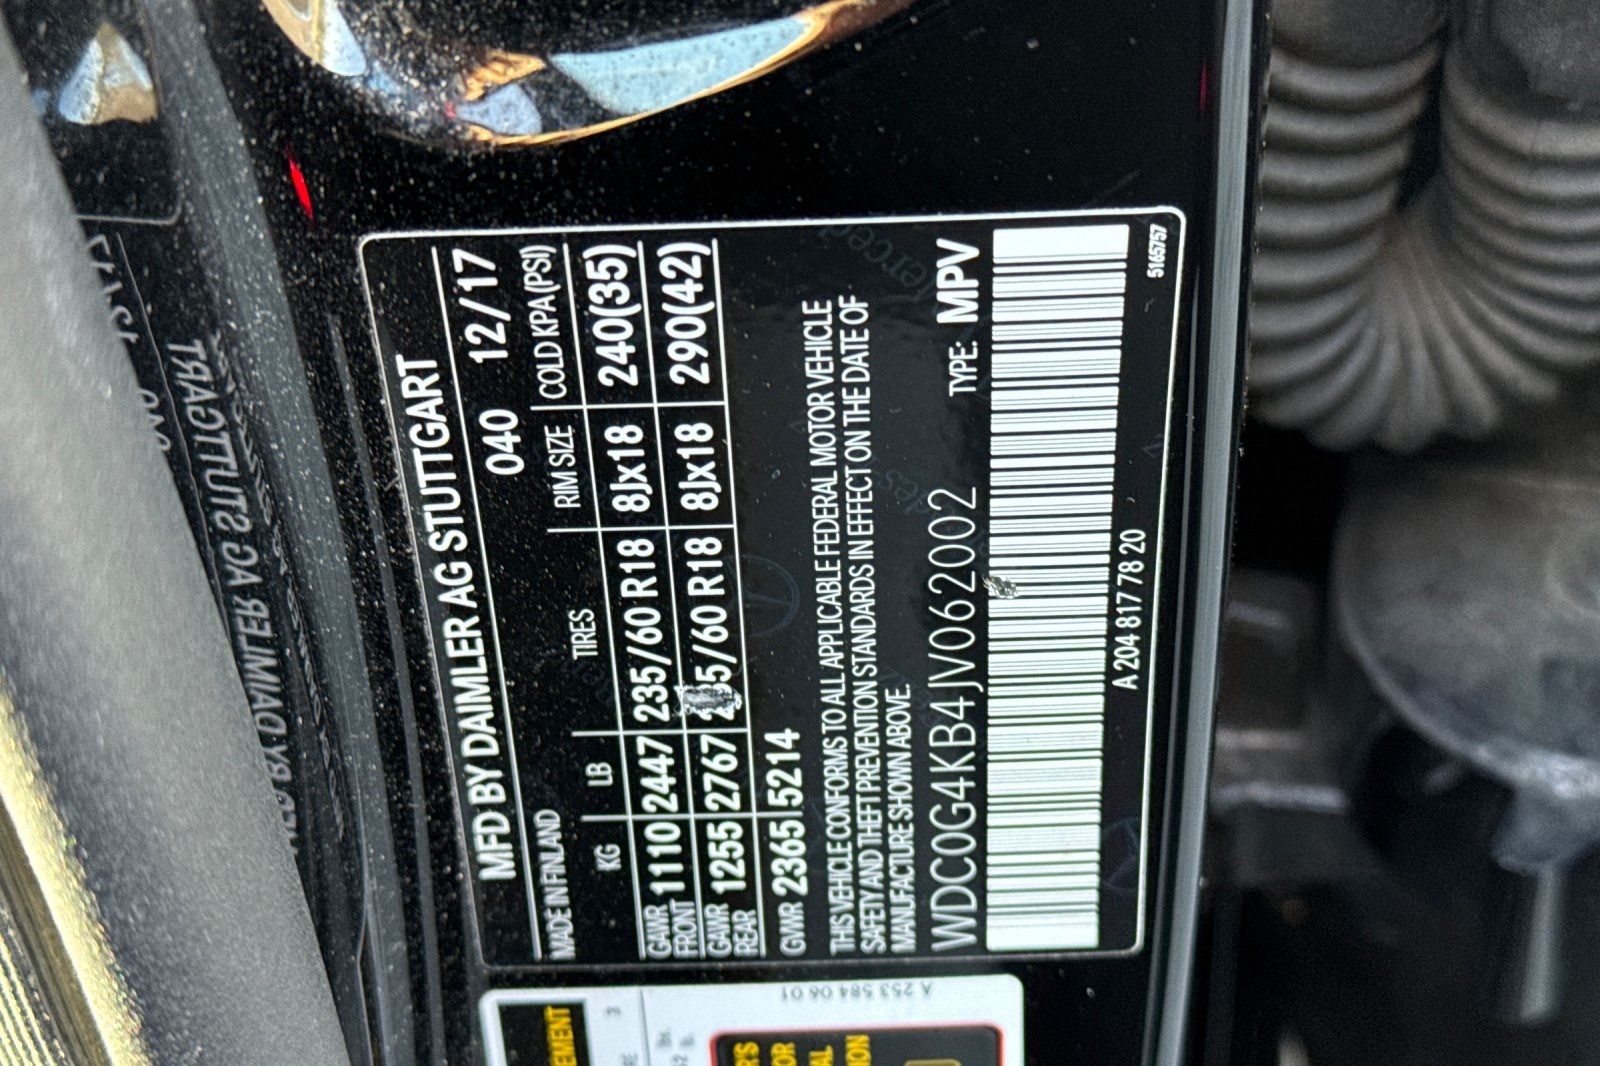 MFD BY DAIMLER AG STUTTGART
MADE IN FINLAND 040 12/17
KG LB TIRES RIM SIZE COLD KPA(PSI)
GAWR FRONT 1110 2447 235/60 R18 8Jx18 240(35)
GAWR REAR 1255 2767 5/60 R18 8Jx18 290(42)
GVWR 2365 5214
THIS VEHICLE CONFORMS TO ALL APPLICABLE FEDERAL MOTOR VEHICLE
SAFETY AND THEFT PREVENTION STANDARDS IN EFFECT ON THE DATE OF
MANUFACTURE SHOWN ABOVE.
WDC0G4KB4JV062002 TYPE: MPV
A 204 817 78 20 5165757
A 253 584 06 01